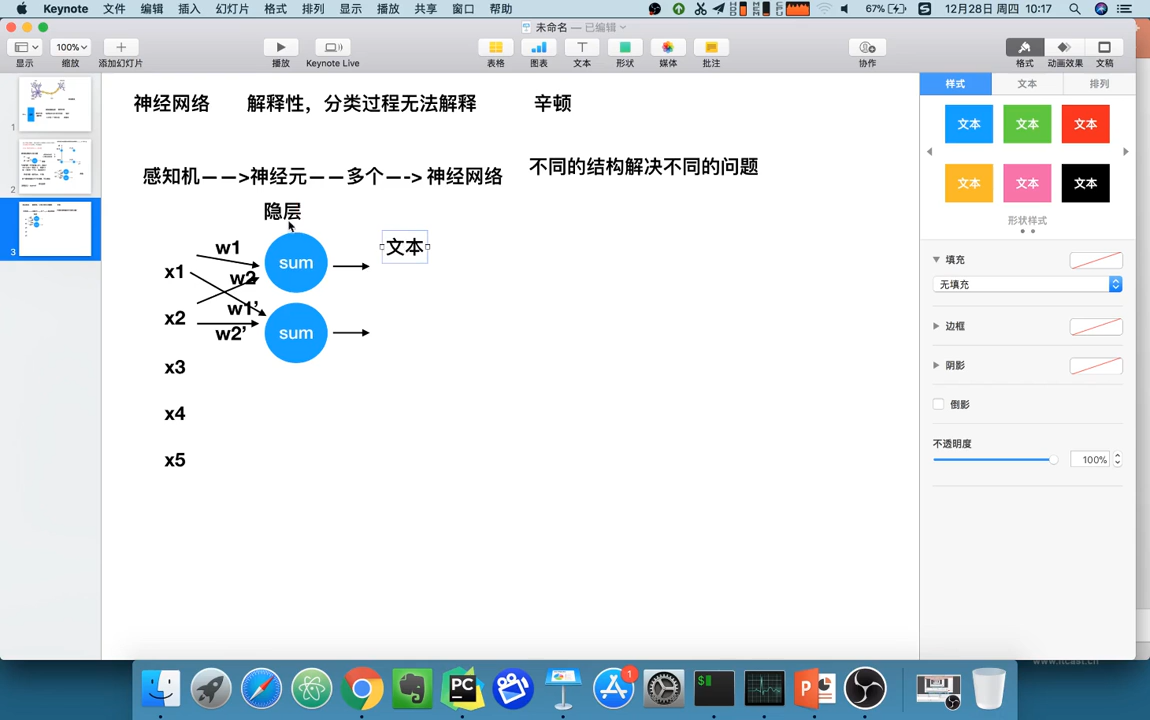 Keynote 文件 编辑 插入 幻灯片 格式 排列 显示 播放 共享 窗口 帮助
67% 12月28日 周四 10:17
未命名 — 已编辑
100%
显示 缩放 添加幻灯片 播放 Keynote Live 表格 图表 文本 形状 媒体 批注 协作 格式 动画效果 文稿
1
2
3
神经网络 解释性，分类过程无法解释 辛顿
感知机——>神经元——多个—-> 神经网络 不同的结构解决不同的问题
隐层
w1 sum 文本
x1 w2
w1’
x2 w2’ sum
x3
x4
x5
样式 文本 排列
文本 文本 文本
文本 文本 文本
形状样式
填充
无填充
边框
阴影
倒影
不透明度
100%
1
PC
$
P
www.itcast.cn